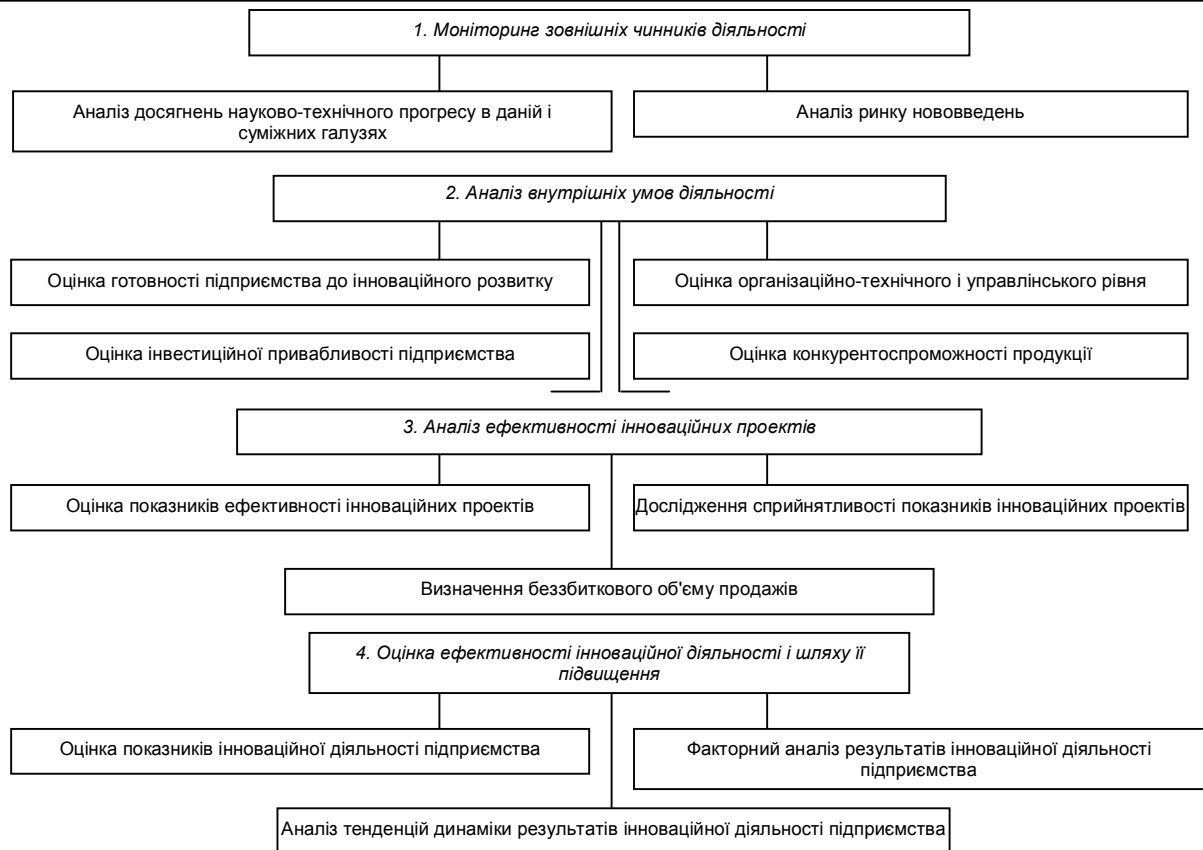 1. Моніторинг зовнішніх чинників діяльності
Аналіз досягнень науково-технічного прогресу в даній і
суміжних галузях
Аналіз ринку нововведень
2. Аналіз внутрішніх умов діяльності
Оцінка готовності підприємства до інноваційного розвитку
Оцінка організаційно-технічного і управлінського рівня
Оцінка інвестиційної привабливості підприємства
Оцінка конкурентоспроможності продукції
3. Аналіз ефективності інноваційних проектів
Оцінка показників ефективності інноваційних проектів
Дослідження сприйнятливості показників інноваційних проектів
Визначення беззбиткового об'єму продажів
4. Оцінка ефективності інноваційної діяльності і шляху її
підвищення
Оцінка показників інноваційної діяльності підприємства
Факторний аналіз результатів інноваційної діяльності
підприємства
Аналіз тенденцій динаміки результатів інноваційної діяльності підприємства